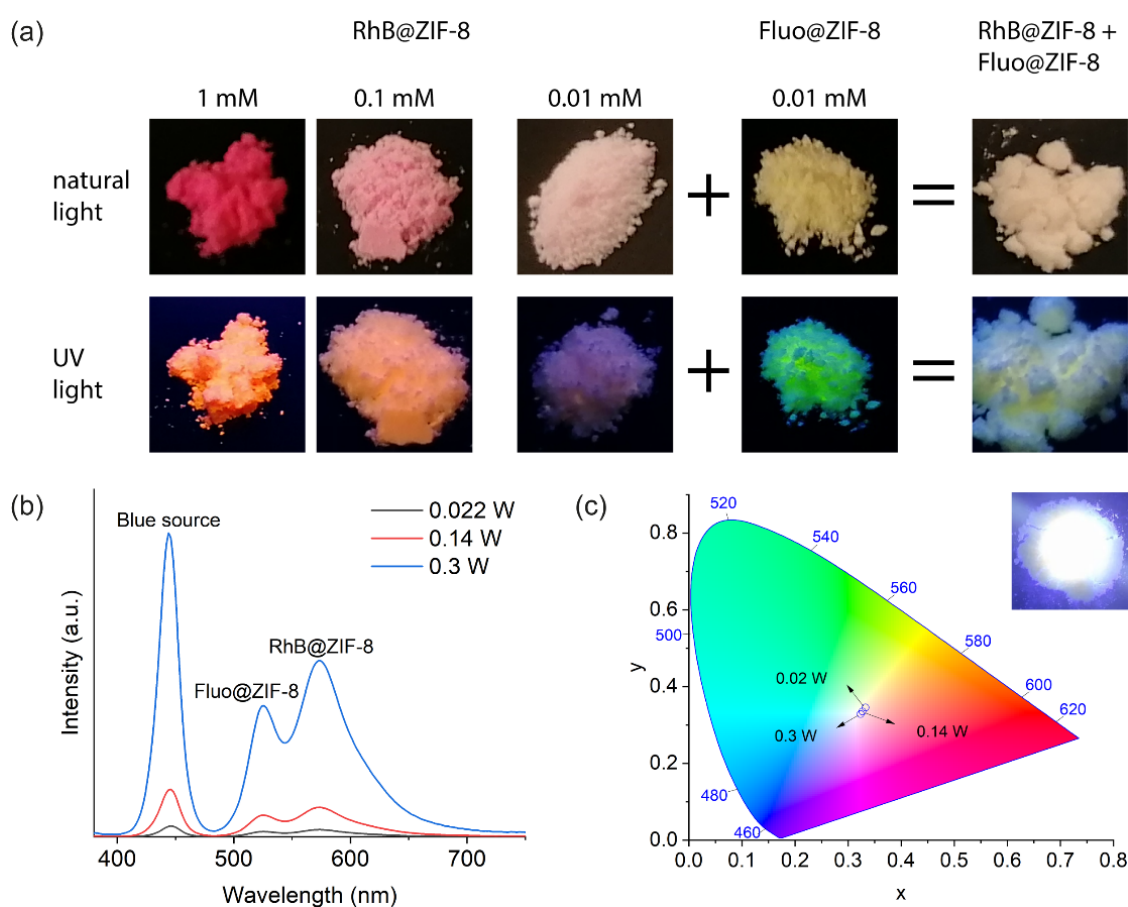 (a)
RhB@ZIF-8
Fluo@ZIF-8
RhB@ZIF-8 +
Fluo@ZIF-8
1 mM
0.1 mM
0.01 mM
0.01 mM
natural
light
+
=
UV
light
+
=
(b)
Blue source
0.022 W
0.14 W
0.3 W
RhB@ZIF-8
Fluo@ZIF-8
Intensity (a.u.)
400
500
600
700
Wavelength (nm)
(c)
0.8
0.6
0.4
0.2
0.0
y
520
540
560
500
580
600
620
480
460
0.02 W
0.3 W
0.14 W
0.0
0.1
0.2
0.3
0.4
0.5
0.6
0.7
0.8
x